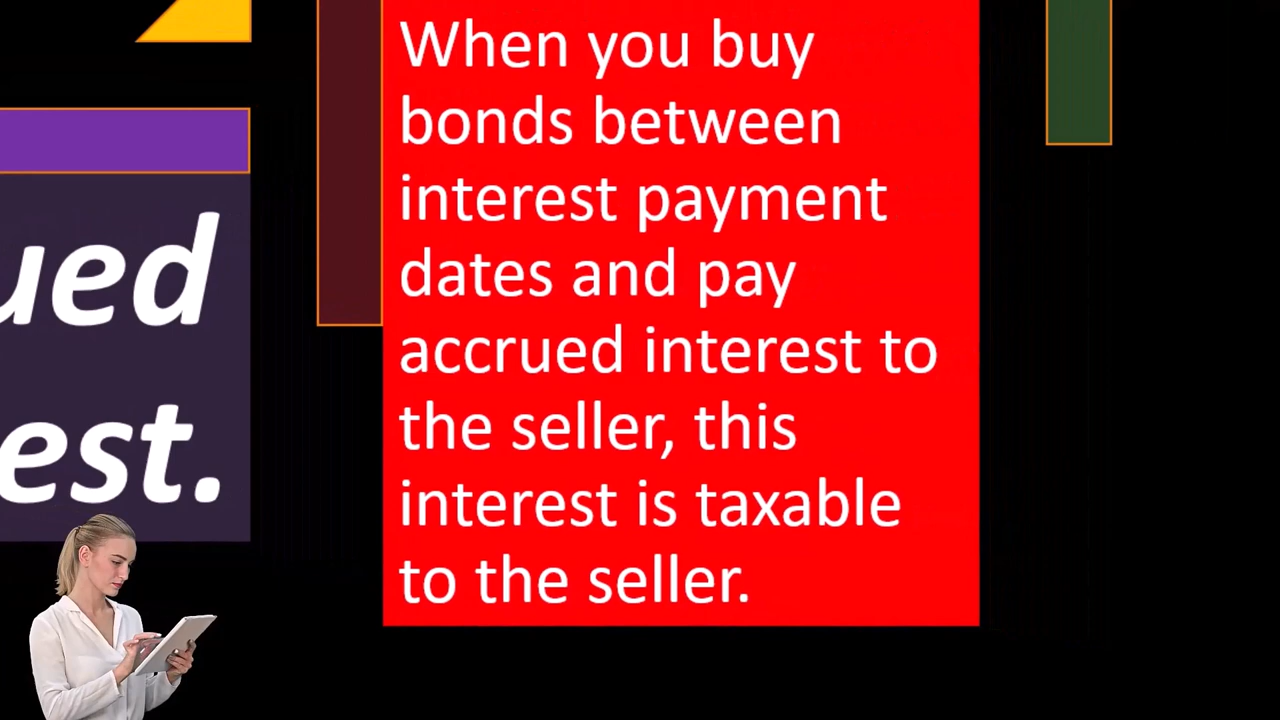 ued
est.
When you buy
bonds between
interest payment
dates and pay
accrued interest to
the seller, this
interest is taxable
to the seller.